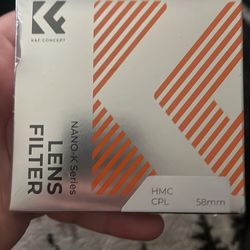 K&F CONCEPT
NANO-K Series
LENS
FILTER
HMC
CPL 58mm